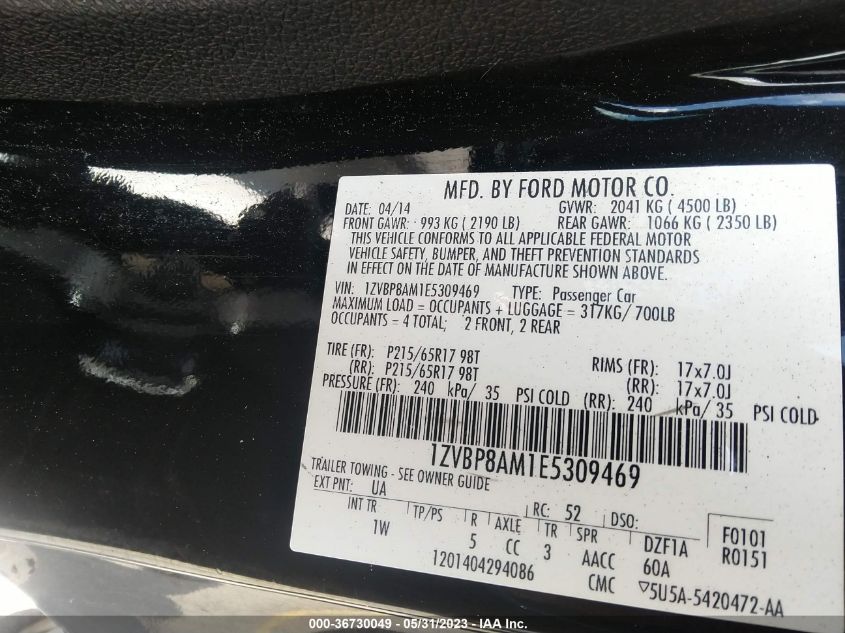 MFD. BY FORD MOTOR CO.
DATE: 04/14 GVWR: 2041 KG ( 4500 LB)
FRONT GAWR: 993 KG ( 2190 LB) REAR GAWR: 1066 KG ( 2350 LB)
THIS VEHICLE CONFORMS TO ALL APPLICABLE FEDERAL MOTOR
VEHICLE SAFETY, BUMPER, AND THEFT PREVENTION STANDARDS
IN EFFECT ON THE DATE OF MANUFACTURE SHOWN ABOVE.
VIN: 1ZVBP8AM1E5309469 TYPE: Passenger Car
MAXIMUM LOAD = OCCUPANTS + LUGGAGE = 317KG/ 700LB
OCCUPANTS = 4 TOTAL; 2 FRONT, 2 REAR
TIRE (FR): P215/65R17 98T RIMS (FR): 17x7.0J
(RR): P215/65R17 98T (RR): 17x7.0J
PRESSURE (FR): 240 kPa/ 35 PSI COLD (RR): 240 kPa/ 35 PSI COLD
1ZVBP8AM1E5309469
TRAILER TOWING - SEE OWNER GUIDE
EXT PNT: UA RC: 52 DSO: F0101
INT TR TP/PS R AXLE TR SPR DZF1A R0151
1W 5 CC 3 AACC 60A
1201404294086 CMC ▽5U5A-5420472-AA
000-36730049 - 05/31/2023 - IAA Inc.